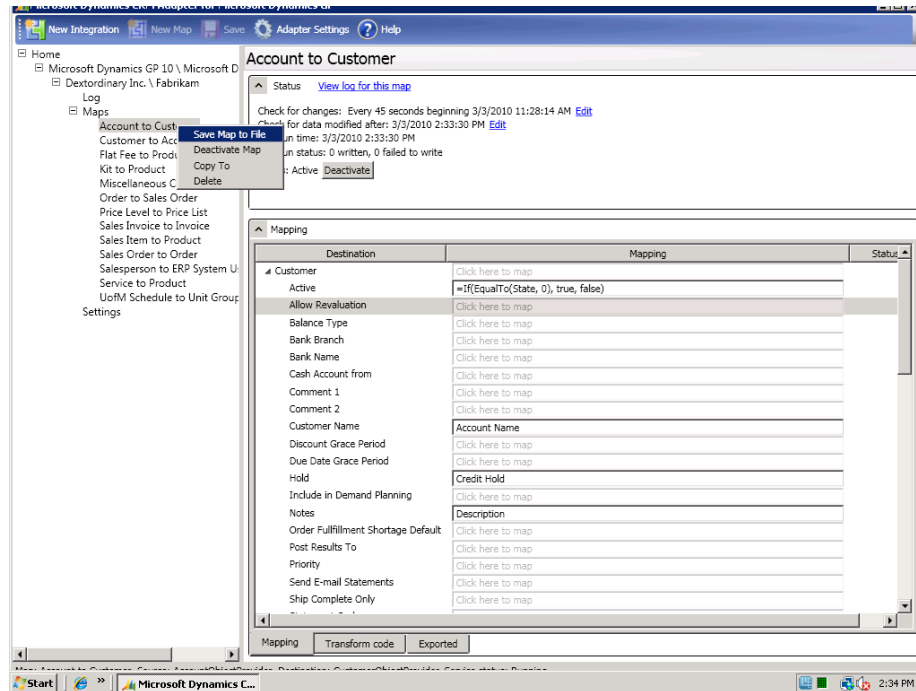 Microsoft Dynamics
New Integration New Map Save Adapter Settings Help
Home
Microsoft Dynamics GP 10 \ Microsoft D
Dextordinary Inc. \ Fabrikam
Log
Maps
Account to Custo
Customer to Acc
Flat Fee to Produ
Kit to Product
Miscellaneous C
Order to Sales Order
Price Level to Price List
Sales Invoice to Invoice
Sales Item to Product
Sales Order to Order
Salesperson to ERP System U
Service to Product
UofM Schedule to Unit Group
Settings
Save Map to File
Deactivate Map
Copy To
Delete
Account to Customer
Status View log for this map
Check for changes: Every 45 seconds beginning 3/3/2010 11:28:14 AM Edit
Check for data modified after: 3/3/2010 2:33:30 PM Edit
un time: 3/3/2010 2:33:30 PM
un status: 0 written, 0 failed to write
: Active Deactivate
Mapping
Destination Mapping Status
Customer Click here to map
Active =If(EqualTo(State, 0), true, false)
Allow Revaluation Click here to map
Balance Type Click here to map
Bank Branch Click here to map
Bank Name Click here to map
Cash Account from Click here to map
Comment 1 Click here to map
Comment 2 Click here to map
Customer Name Account Name
Discount Grace Period Click here to map
Due Date Grace Period Click here to map
Hold Credit Hold
Include in Demand Planning Click here to map
Notes Description
Order Fullfillment Shortage Default Click here to map
Post Results To Click here to map
Priority Click here to map
Send E-mail Statements Click here to map
Ship Complete Only Click here to map
Mapping Transform code Exported
Start » Microsoft Dynamics C... 2:34 PM